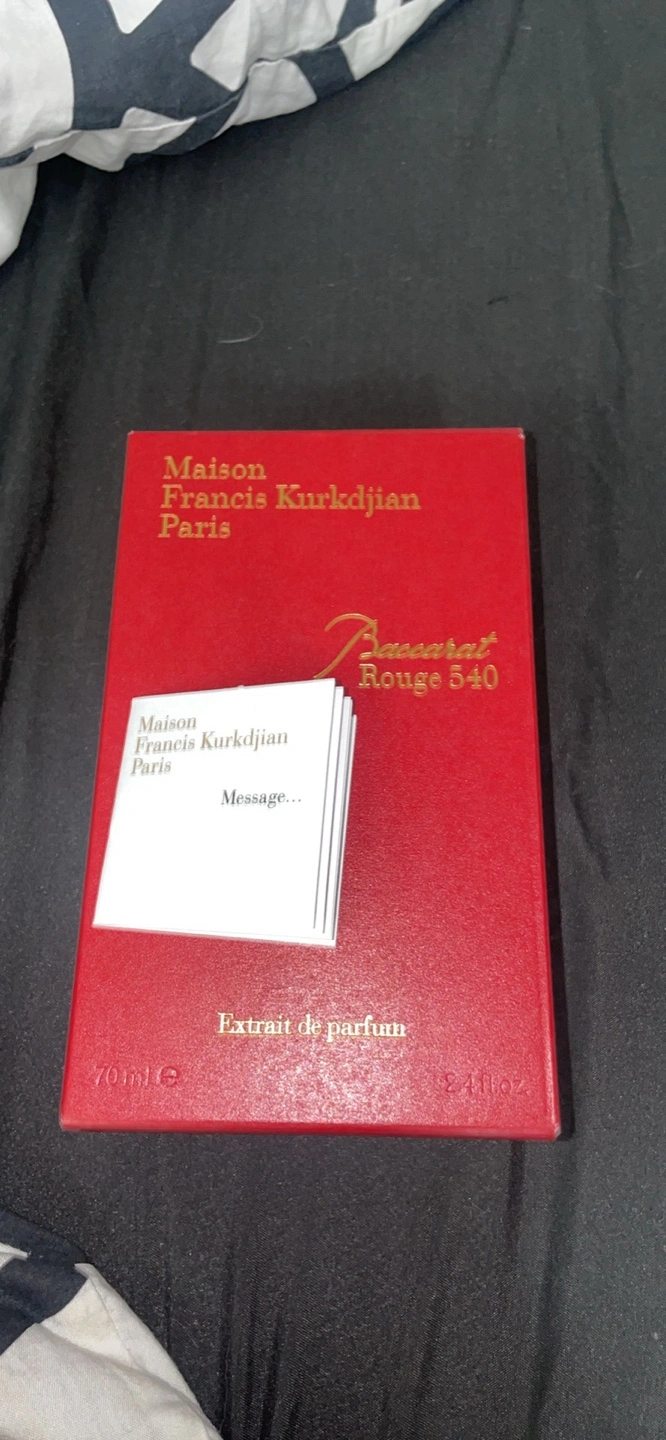 Maison
Francis Kurkdjian
Paris
Baccarat
Rouge 540
Maison
Francis Kurkdjian
Paris
Message...
Extrait de parfum
70 ml ℮
2.4 fl.oz.